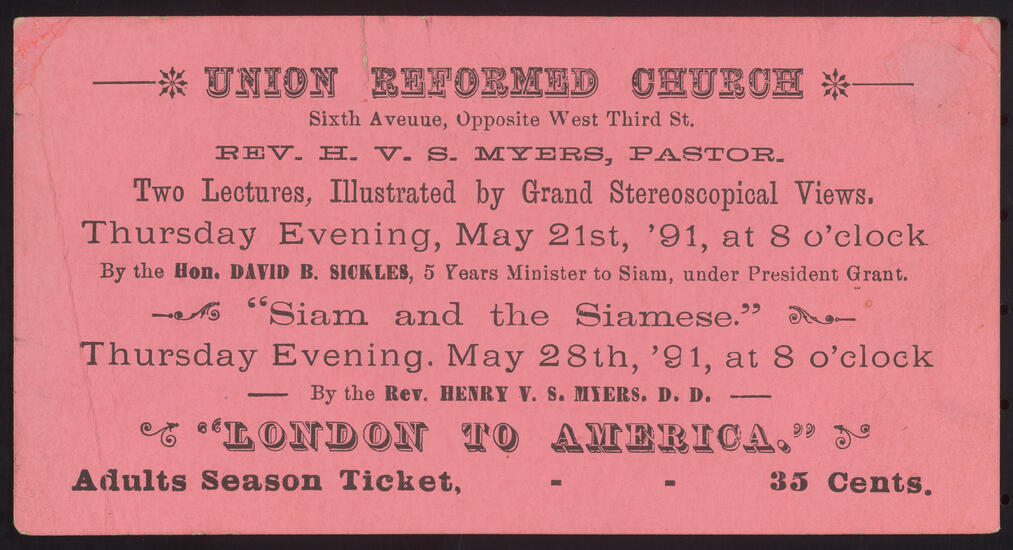 UNION REFORMED CHURCH
Sixth Aveuue, Opposite West Third St.
REV. H. V. S. MYERS, PASTOR.
Two Lectures, Illustrated by Grand Stereoscopical Views.
Thursday Evening, May 21st, '91, at 8 o'clock
By the Hon. DAVID B. SICKLES, 5 Years Minister to Siam, under President Grant.
"Siam and the Siamese."
Thursday Evening. May 28th, '91, at 8 o'clock
By the Rev. HENRY V. S. MYERS. D. D.
"LONDON TO AMERICA."
Adults Season Ticket, - - 35 Cents.